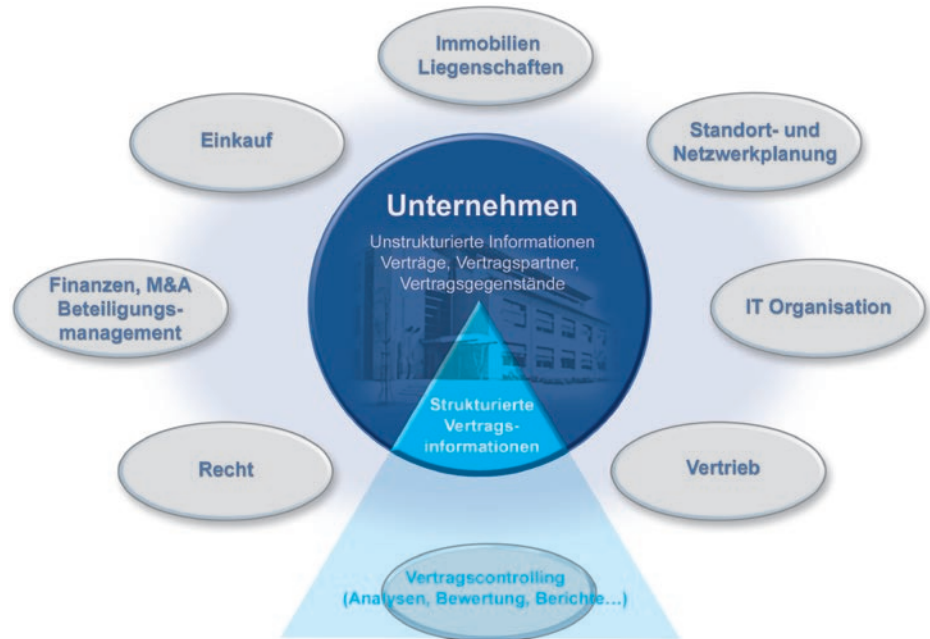 Immobilien
Liegenschaften
Einkauf
Standort- und
Netzwerkplanung
Unternehmen
Unstrukturierte Informationen
Verträge, Vertragspartner,
Vertragsgegenstände
Finanzen, M&A
Beteiligungs-
management
IT Organisation
Strukturierte
Vertrags-
informationen
Recht
Vertrieb
Vertragscontrolling
(Analysen, Bewertung, Berichte...)